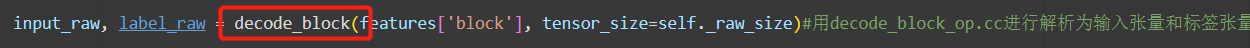 input_raw, label_raw = decode_block(features['block'], tensor_size=self._raw_size)#用decode_block_op.cc进行解析为输入张量和标签张量